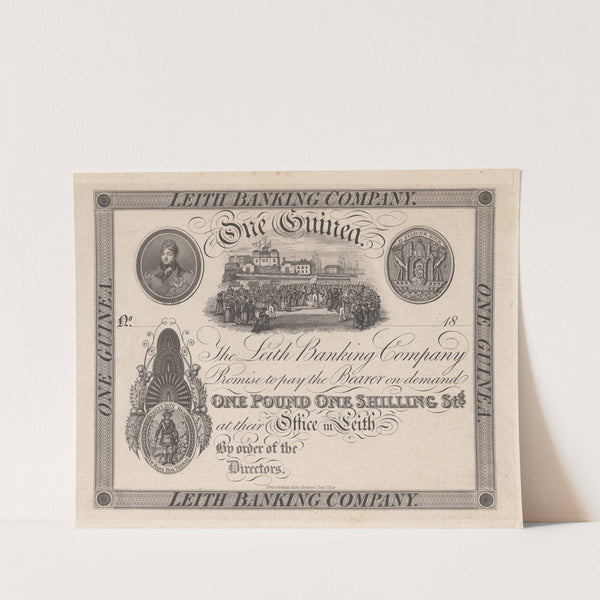 LEITH BANKING COMPANY.
One Guinea.
ONE GUINEA.
ONE GUINEA.
No.
18
The Leith Banking Company
Promise to pay the Bearer on demand
ONE POUND ONE SHILLING Stg
at their Office in Leith
By order of the
Directors.
LEITH BANKING COMPANY.